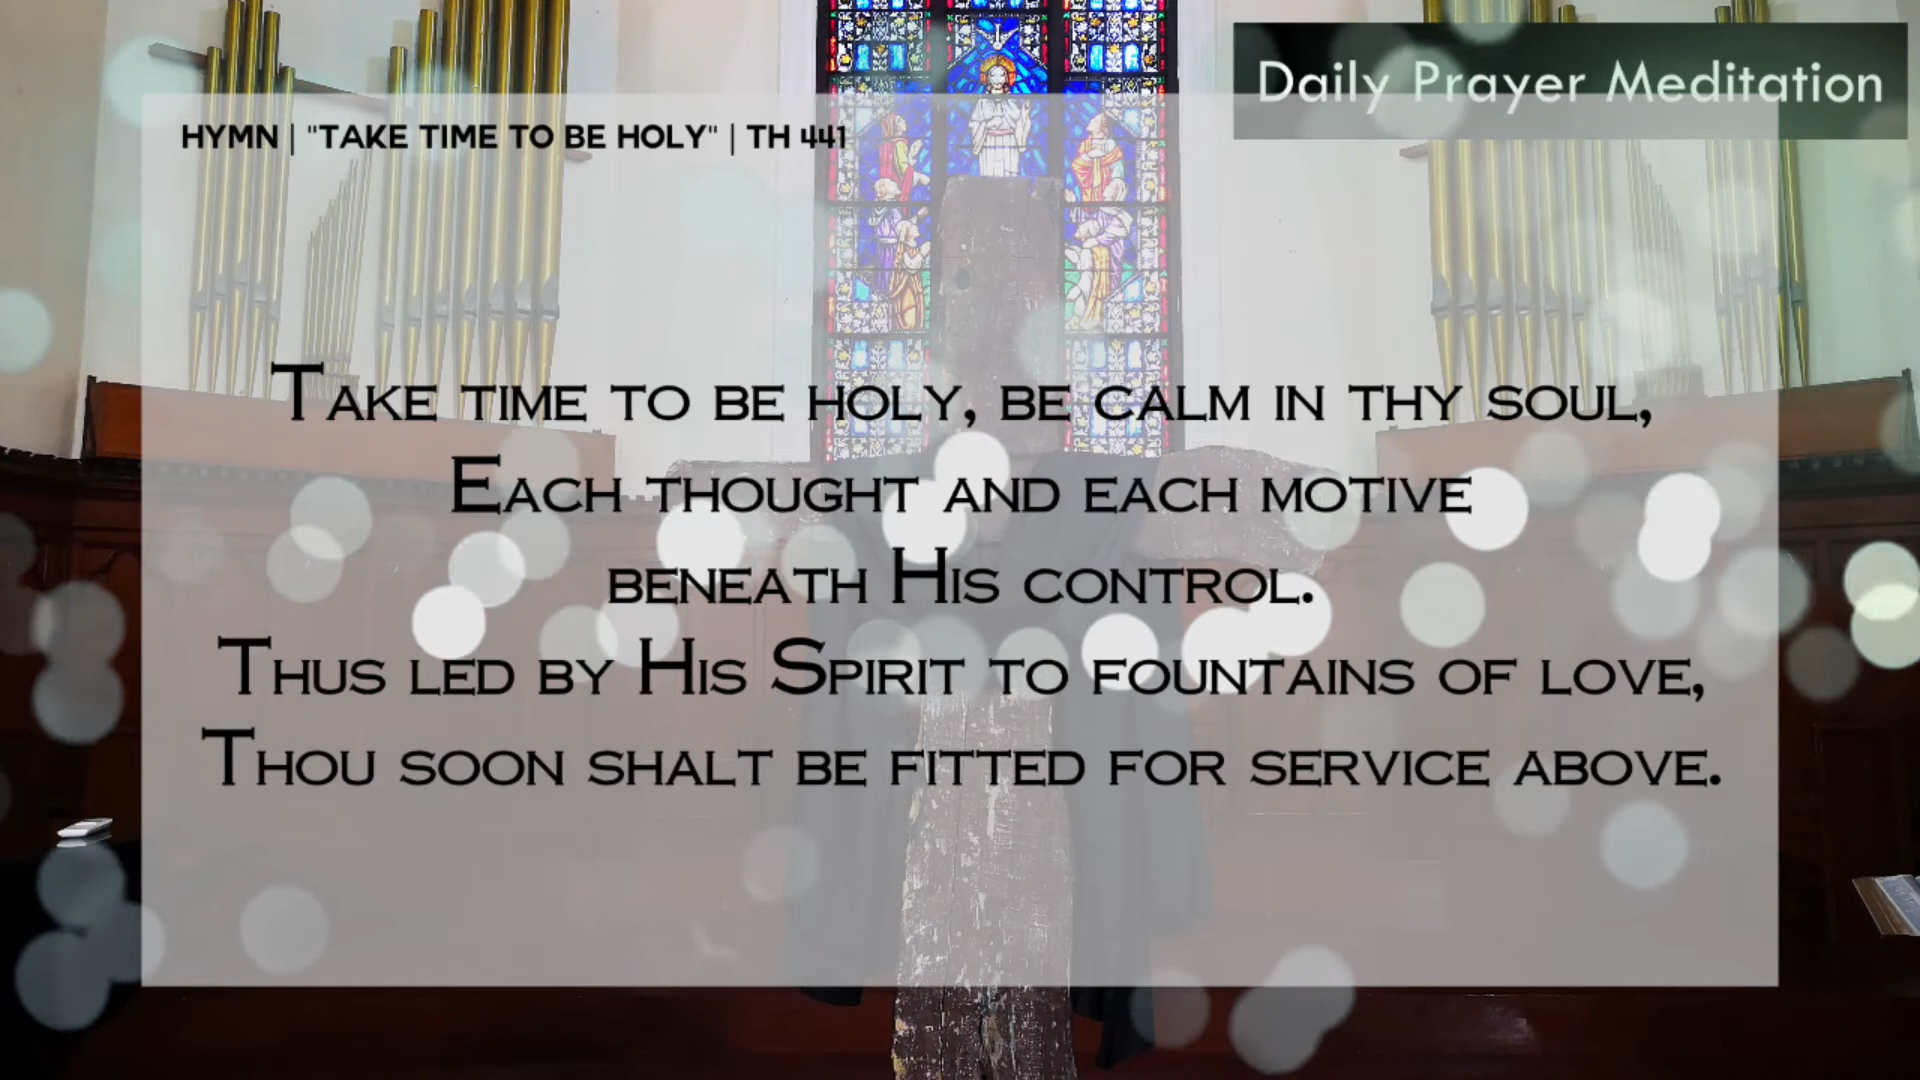 Daily Prayer Meditation
HYMN | "TAKE TIME TO BE HOLY" | TH 441
Take time to be holy, be calm in thy soul,
Each thought and each motive
beneath His control.
Thus led by His Spirit to fountains of love,
Thou soon shalt be fitted for service above.